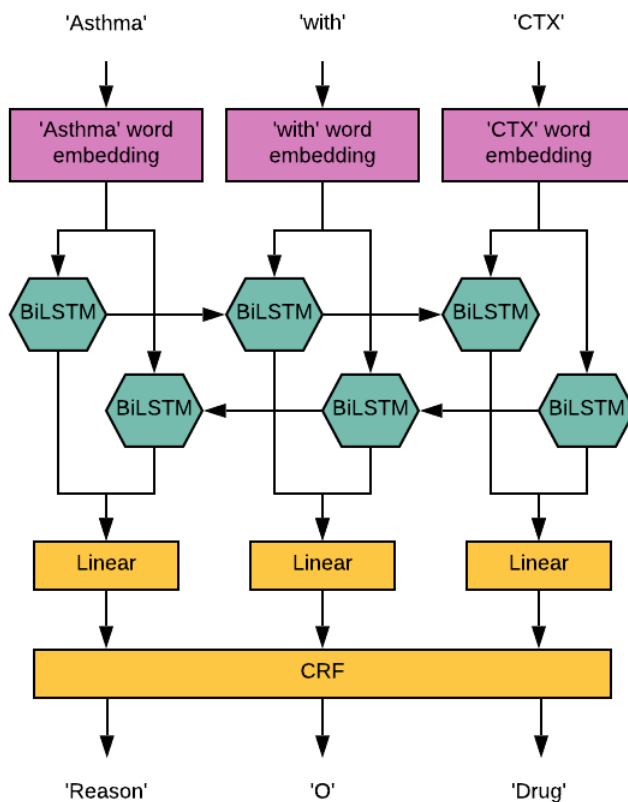 'Asthma' 'with' 'CTX'
'Asthma' word 'with' word 'CTX' word
embedding embedding embedding
BiLSTM BiLSTM BiLSTM
BiLSTM BiLSTM BiLSTM
Linear Linear Linear
CRF
'Reason' 'O' 'Drug'